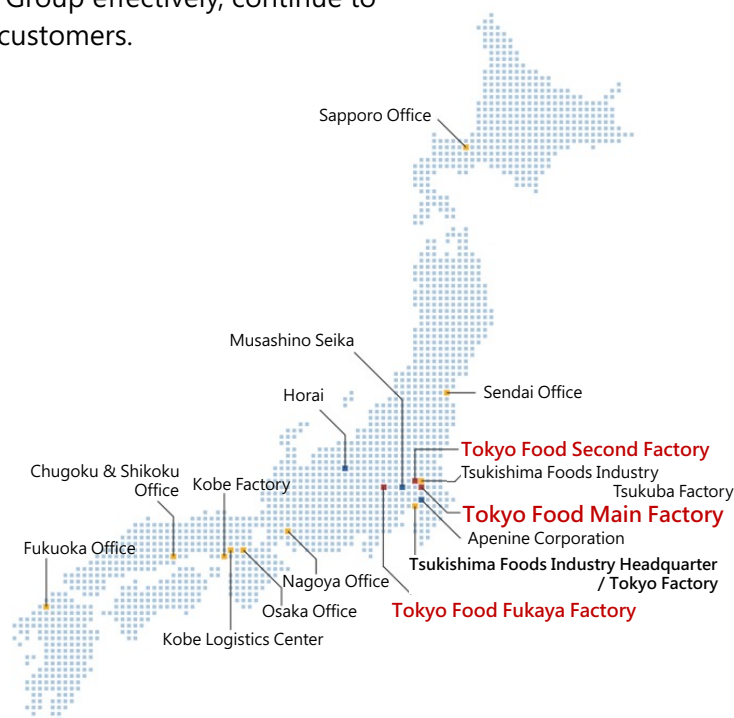 Group effectively, continue to
customers.
Sapporo Office
Musashino Seika
Horai
Sendai Office
Tokyo Food Second Factory
Chugoku & Shikoku
Office
Kobe Factory
Tsukishima Foods Industry
Tsukuba Factory
Tokyo Food Main Factory
Apenine Corporation
Fukuoka Office
Tsukishima Foods Industry Headquarter
/ Tokyo Factory
Nagoya Office
Osaka Office
Tokyo Food Fukaya Factory
Kobe Logistics Center